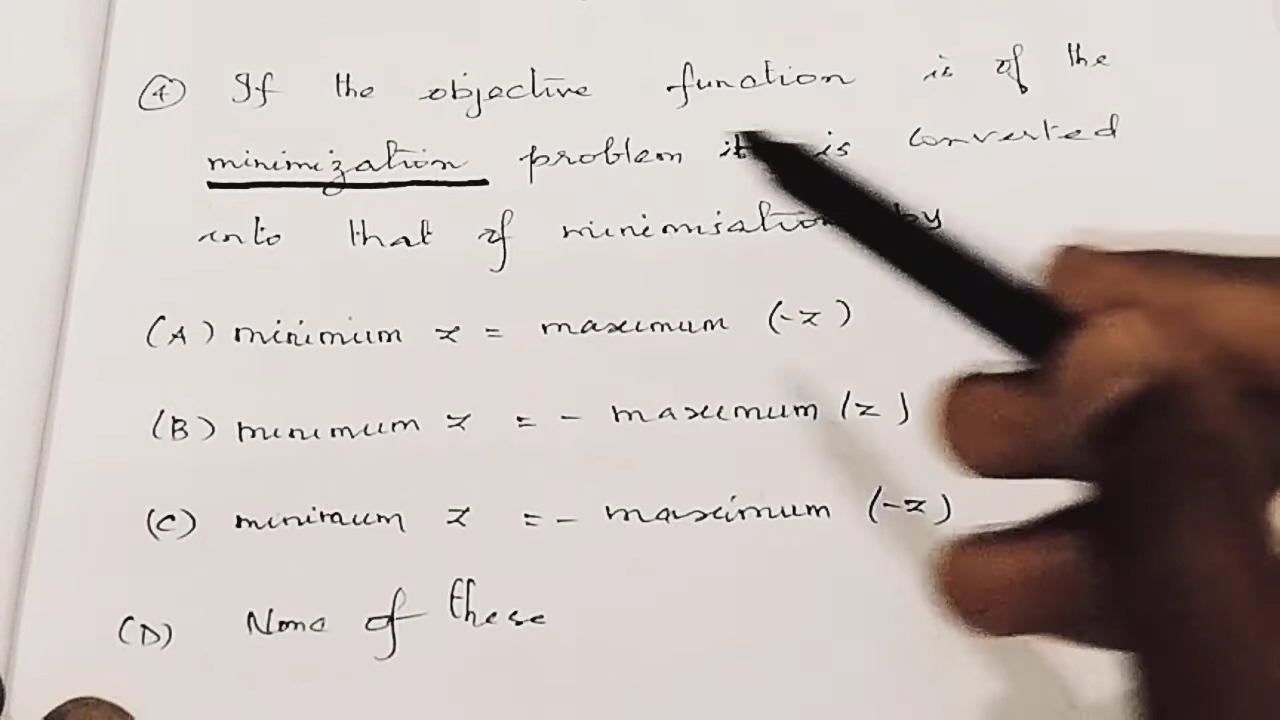 (4) If the objective function is of the
minimization problem it is converted
into that of minimisation by
(A) minimum z = maximum (-z)
(B) minimum z = - maximum (z)
(C) minimum z = - maximum (-z)
(D) None of these